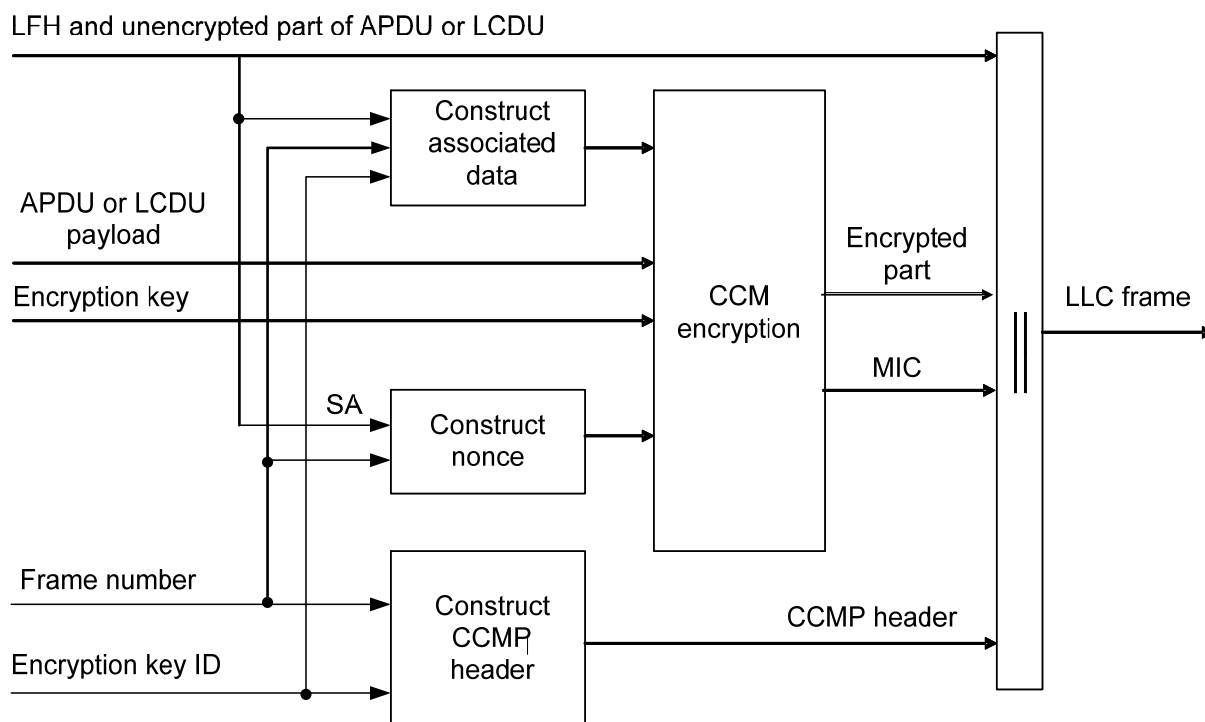 LFH and unencrypted part of APDU or LCDU
Construct
associated
data
APDU or LCDU
payload
Encryption key
CCM
encryption
Encrypted
part
MIC
||
LLC frame
SA
Construct
nonce
Frame number
Encryption key ID
Construct
CCMP
header
CCMP header